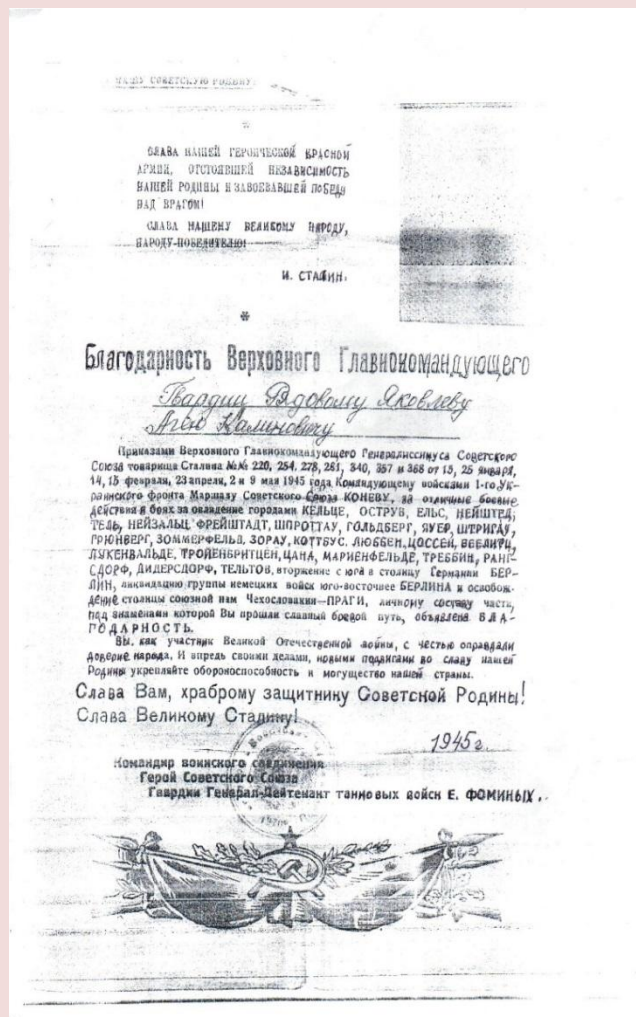 НАШУ СОВЕТСКУЮ РОДИНУ
СЛАВА НАШЕЙ ГЕРОИЧЕСКОЙ КРАСНОЙ
АРМИИ, ОТСТОЯВШЕЙ НЕЗАВИСИМОСТЬ
НАШЕЙ РОДИНЫ И ЗАВОЕВАВШЕЙ ПОБЕДУ
НАД ВРАГОМ!
СЛАВА НАШЕМУ ВЕЛИКОМУ НАРОДУ,
НАРОДУ-ПОБЕДИТЕЛЮ!
И. СТАЛИН.
*
Благодарность Верховного Главнокомандующего
Гвардии Рядовому Яковлеву
Агею Калиновичу
Приказами Верховного Главнокомандующего Генералиссимуса Советского
Союза товарища Сталина №№ 220, 254, 278, 281, 340, 357 и 368 от 15, 25 января,
14, 15 февраля, 23 апреля, 2 и 9 мая 1945 года Командующему войсками 1-го Ук-
раинского фронта Маршалу Советского Союза КОНЕВУ, за отличные боевые
действия в боях за овладение городами КЕЛЬЦЕ, ОСТРУВ, ЕЛЬС, НЕЙШТЕД,
ТЕЛЬ, НЕЙЗАЛЬЦ, ФРЕЙШТАДТ, ШПРОТТАУ, ГОЛЬДБЕРГ, ЯУЕР, ШТРИГАУ,
ГРЮНБЕРГ, ЗОММЕРФЕЛЬД, ЗОРАУ, КОТТБУС, ЛЮББЕН, ЦОССЕН, БЕЕЛИТЦ,
ЛУКЕНВАЛЬДЕ, ТРОЙЕНБРИТЦЕН, ЦАНА, МАРИЕНФЕЛЬДЕ, ТРЕББИН, РАНГ-
СДОРФ, ДИДЕРСДОРФ, ТЕЛЬТОВ, вторжение с юга в столицу Германии БЕР-
ЛИН, ликвидацию группы немецких войск юго-восточнее БЕРЛИНА и освобож-
дение столицы союзной нам Чехословакии—ПРАГИ, личному составу части,
под знаменами которой Вы прошли славный боевой путь, объявлена БЛА-
ГОДАРНОСТЬ.
Вы, как участник Великой Отечественной войны, с честью оправдали
доверие народа. И впредь своими делами, новыми подвигами во славу нашей
Родины укрепляйте обороноспособность и могущество нашей страны.
Слава Вам, храброму защитнику Советской Родины!
Слава Великому Сталину!
1945 г.
Командир воинского соединения
Герой Советского Союза
Гвардии Генерал-Лейтенант танковых войск Е. ФОМИНЫХ.